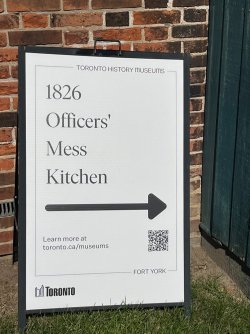 TORONTO HISTORY MUSEUMS
1826
Officers'
Mess
Kitchen
Learn more at
toronto.ca/museums
TORONTO
FORT YORK